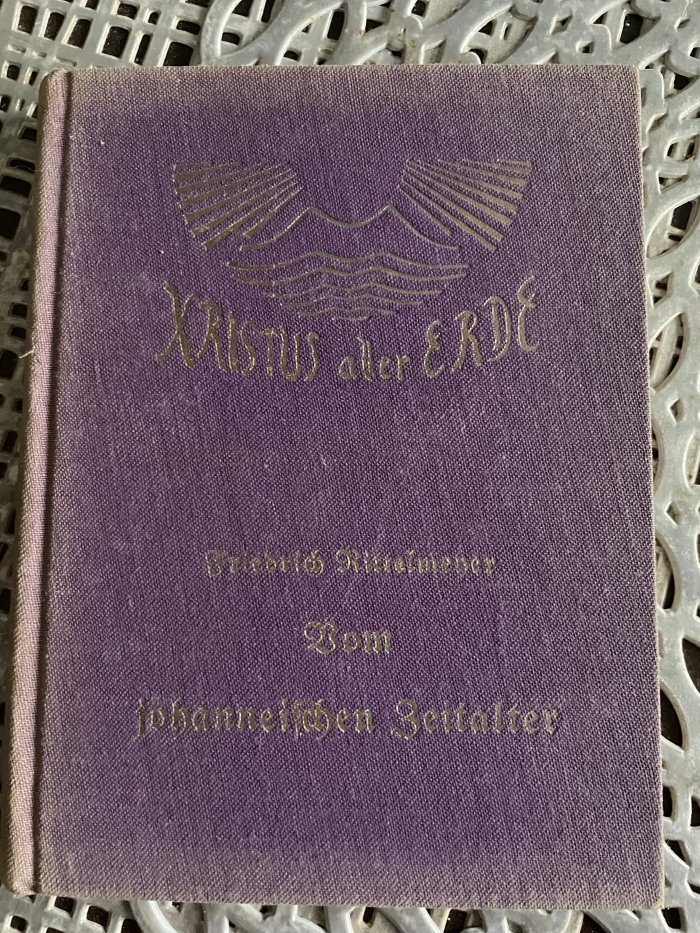 XRISTUS aller ERDE
Friedrich Rittelmeyer
Vom
johanneischen Zeitalter